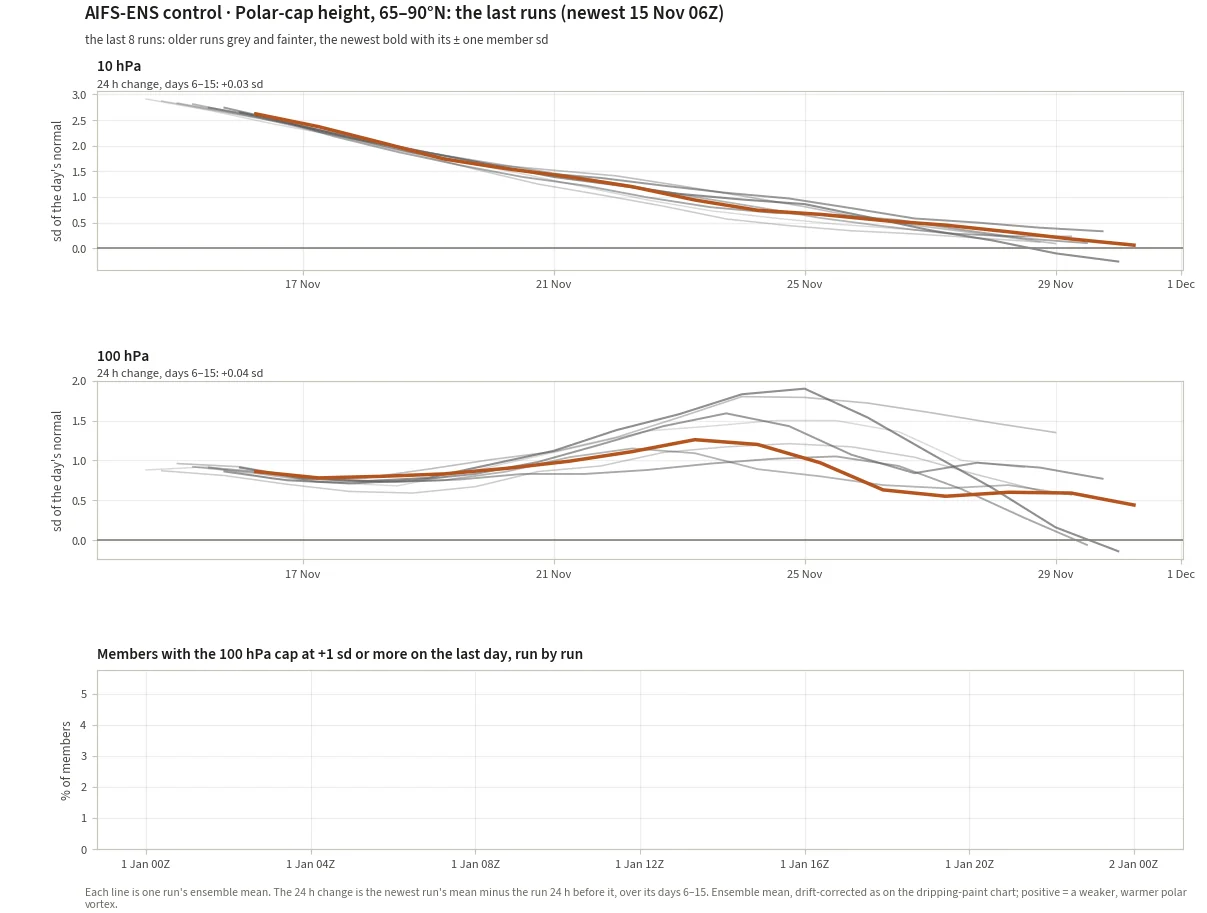 AIFS-ENS control · Polar-cap height, 65–90°N: the last runs (newest 15 Nov 06Z)
the last 8 runs: older runs grey and fainter, the newest bold with its ± one member sd
10 hPa
24 h change, days 6–15: +0.03 sd
sd of the day's normal
3.0
2.5
2.0
1.5
1.0
0.5
0.0
17 Nov 21 Nov 25 Nov 29 Nov 1 Dec
100 hPa
24 h change, days 6–15: +0.04 sd
sd of the day's normal
2.0
1.5
1.0
0.5
0.0
17 Nov 21 Nov 25 Nov 29 Nov 1 Dec
Members with the 100 hPa cap at +1 sd or more on the last day, run by run
% of members
5
4
3
2
1
0
1 Jan 00Z 1 Jan 04Z 1 Jan 08Z 1 Jan 12Z 1 Jan 16Z 1 Jan 20Z 2 Jan 00Z
Each line is one run's ensemble mean. The 24 h change is the newest run's mean minus the run 24 h before it, over its days 6–15. Ensemble mean, drift-corrected as on the dripping-paint chart; positive = a weaker, warmer polar
vortex.